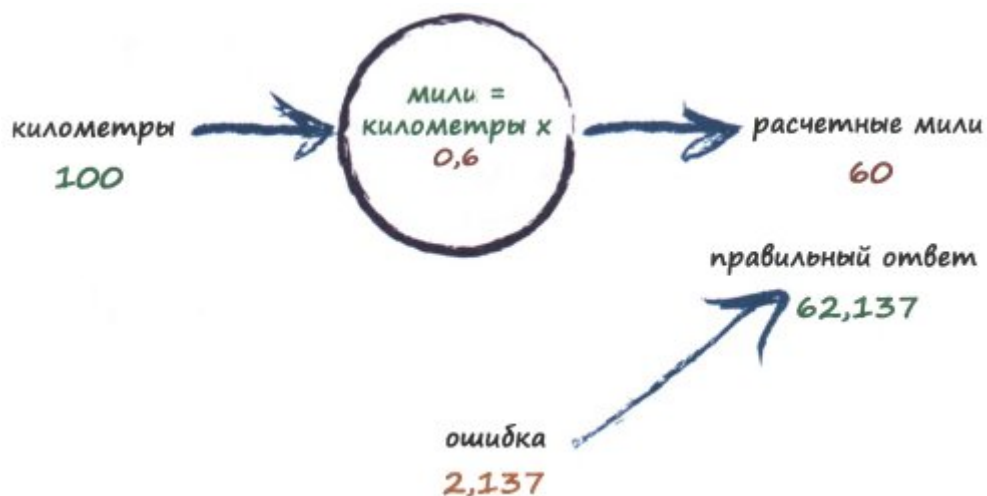 километры
100
мили =
километры х
0,6
расчетные мили
60
правильный ответ
62,137
ошибка
2,137